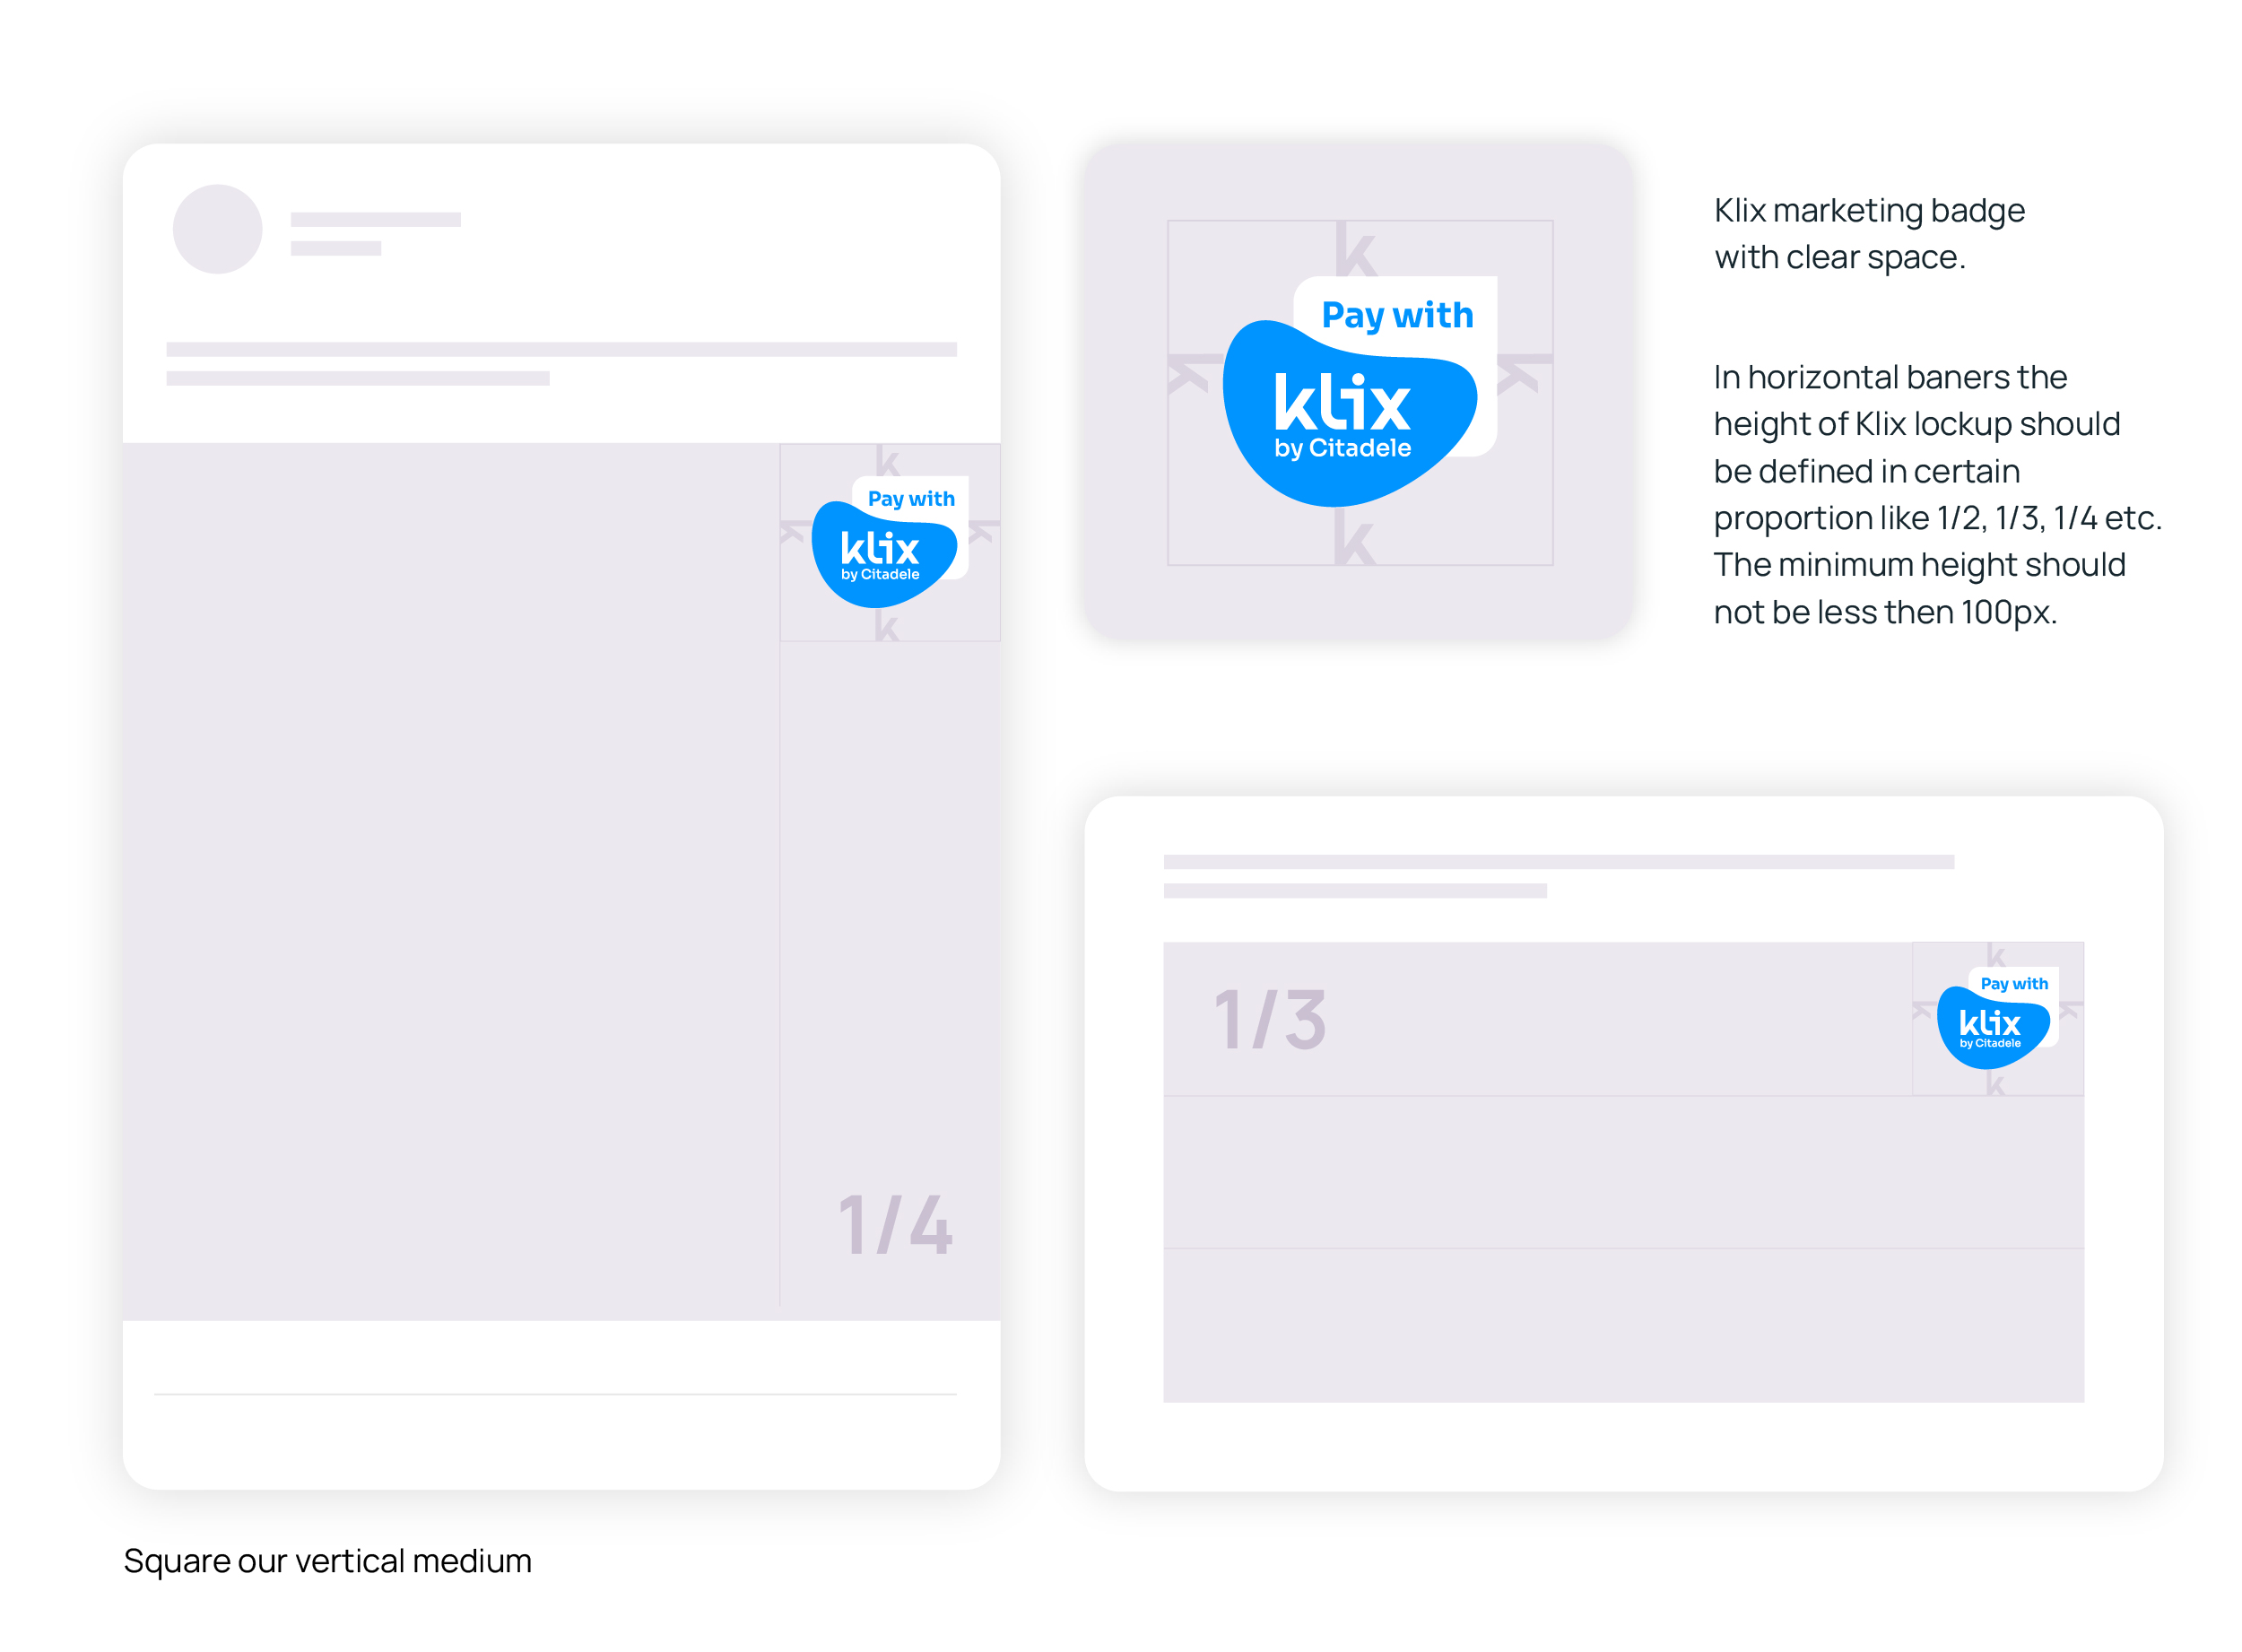 k
Pay with
k
k
klix
by Citadele
k
1/4
Square our vertical medium
k
Pay with
k
k
klix
by Citadele
k
Klix marketing badge
with clear space.
In horizontal baners the
height of Klix lockup should
be defined in certain
proportion like 1/2, 1/3, 1/4 etc.
The minimum height should
not be less then 100px.
1/3
k
Pay with
k
k
klix
by Citadele
k